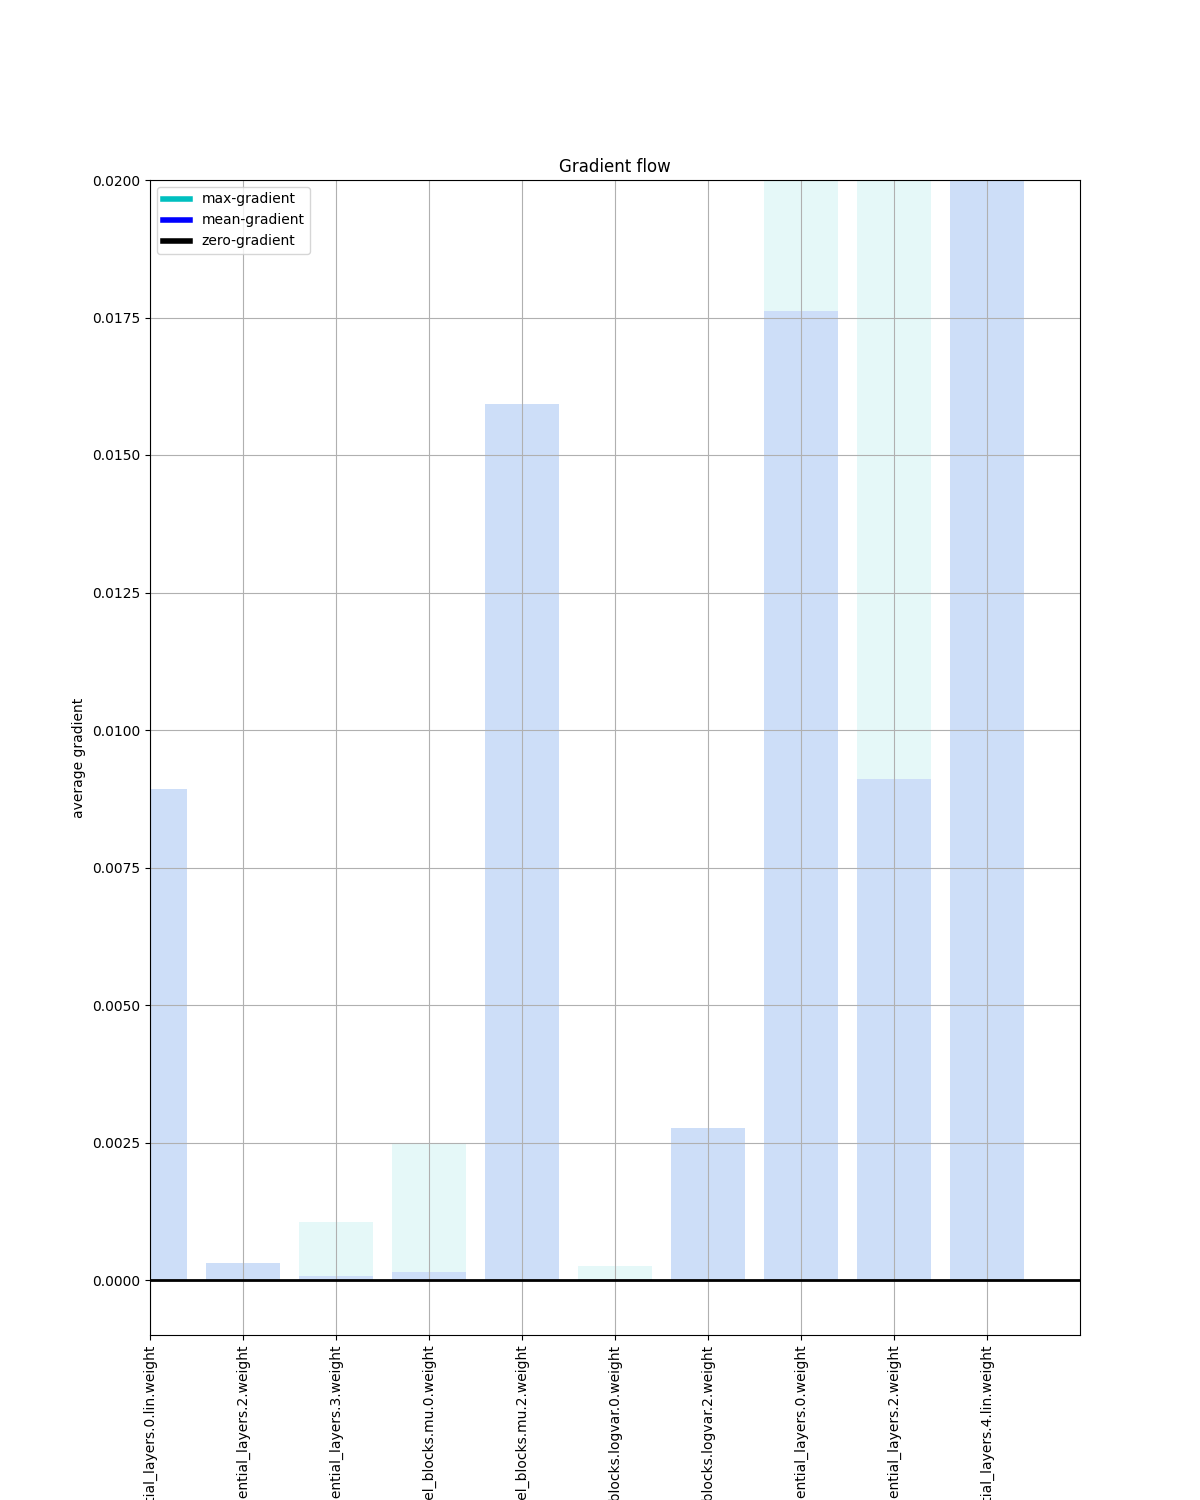 Gradient flow
max-gradient
mean-gradient
zero-gradient
0.0200
0.0175
0.0150
0.0125
0.0100
0.0075
0.0050
0.0025
0.0000
average gradient
tial_layers.0.lin.weight
ential_layers.2.weight
ential_layers.3.weight
el_blocks.mu.0.weight
el_blocks.mu.2.weight
blocks.logvar.0.weight
blocks.logvar.2.weight
ential_layers.0.weight
ential_layers.2.weight
tial_layers.4.lin.weight